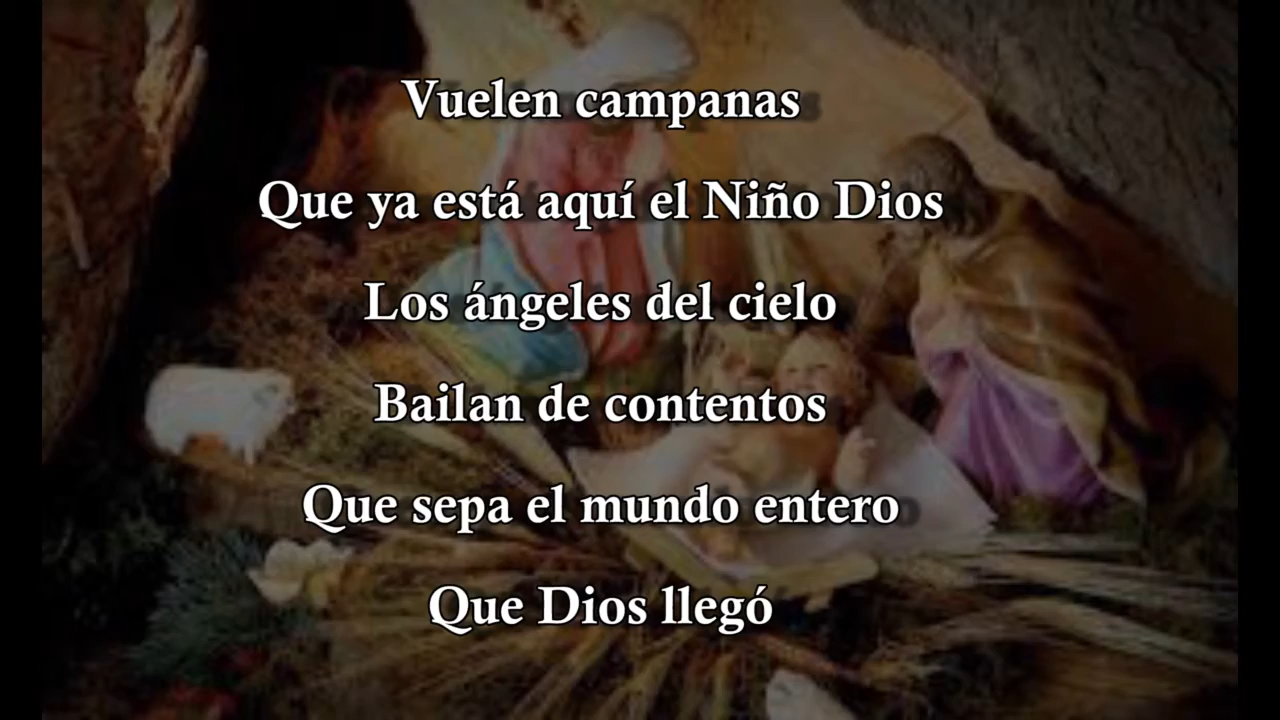 Vuelen campanas
Que ya está aquí el Niño Dios
Los ángeles del cielo
Bailan de contentos
Que sepa el mundo entero
Que Dios llegó